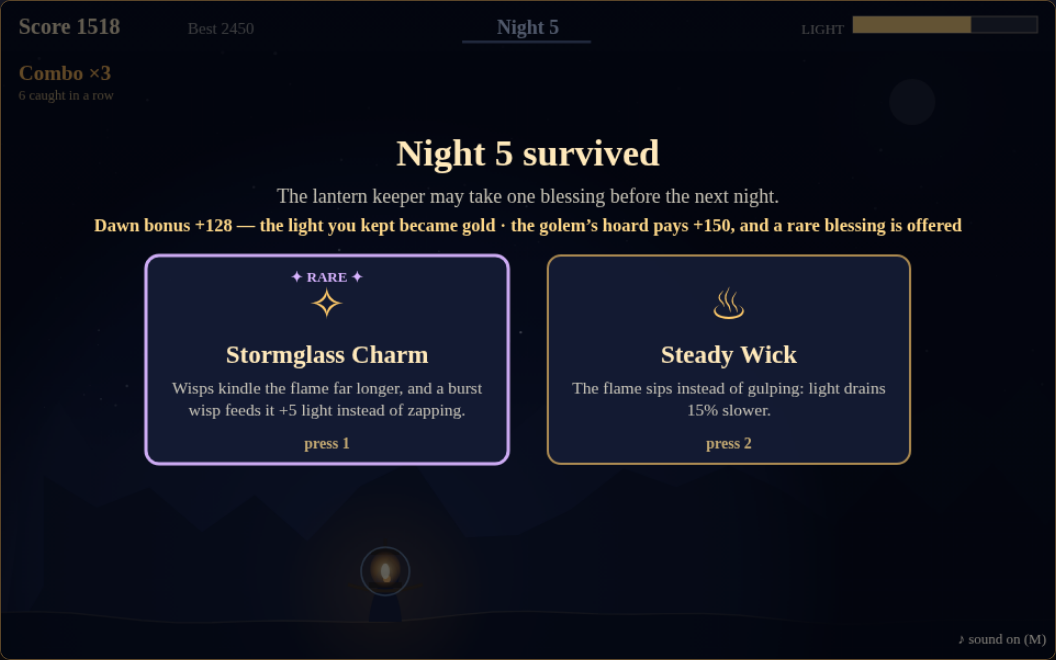 Score 1518
Best 2450
Night 5
LIGHT
Combo ×3
6 caught in a row
Night 5 survived
The lantern keeper may take one blessing before the next night.
Dawn bonus +128 — the light you kept became gold · the golem’s hoard pays +150, and a rare blessing is offered
✦ RARE ✦
Stormglass Charm
Wisps kindle the flame far longer, and a burst
wisp feeds it +5 light instead of zapping.
press 1
Steady Wick
The flame sips instead of gulping: light drains
15% slower.
press 2
♪ sound on (M)